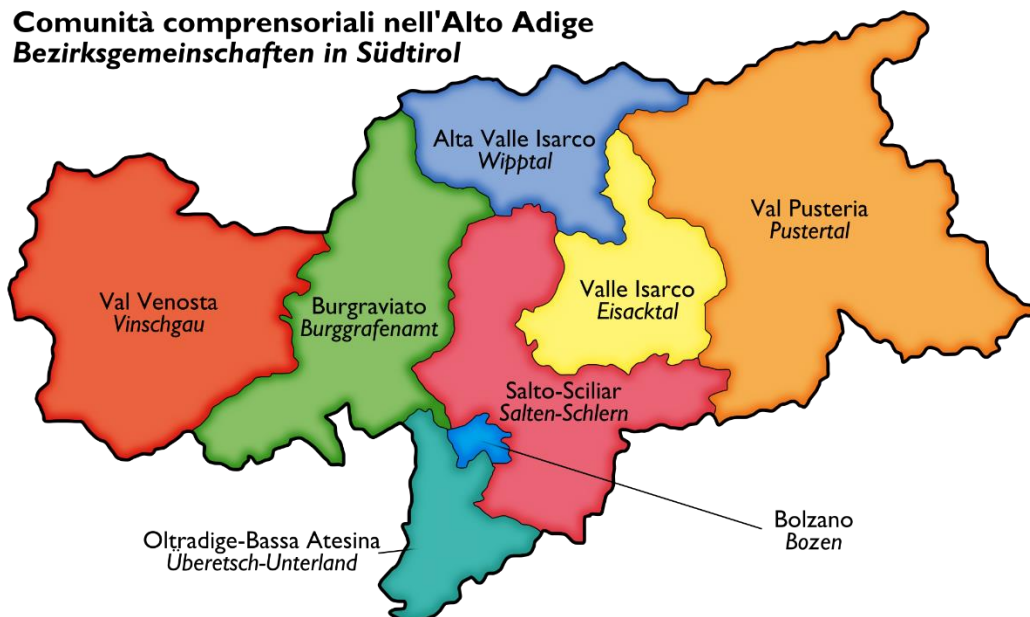 Comunità comprensoriali nell'Alto Adige
Bezirksgemeinschaften in Südtirol
Alta Valle Isarco
Wipptal
Val Pusteria
Pustertal
Val Venosta
Vinschgau
Burgraviato
Burggrafenamt
Valle Isarco
Eisacktal
Salto-Sciliar
Salten-Schlern
Bolzano
Bozen
Oltradige-Bassa Atesina
Überetsch-Unterland